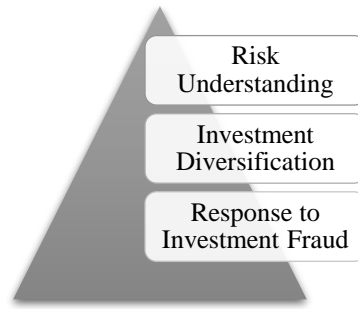 Risk
Understanding
Investment
Diversification
Response to
Investment Fraud